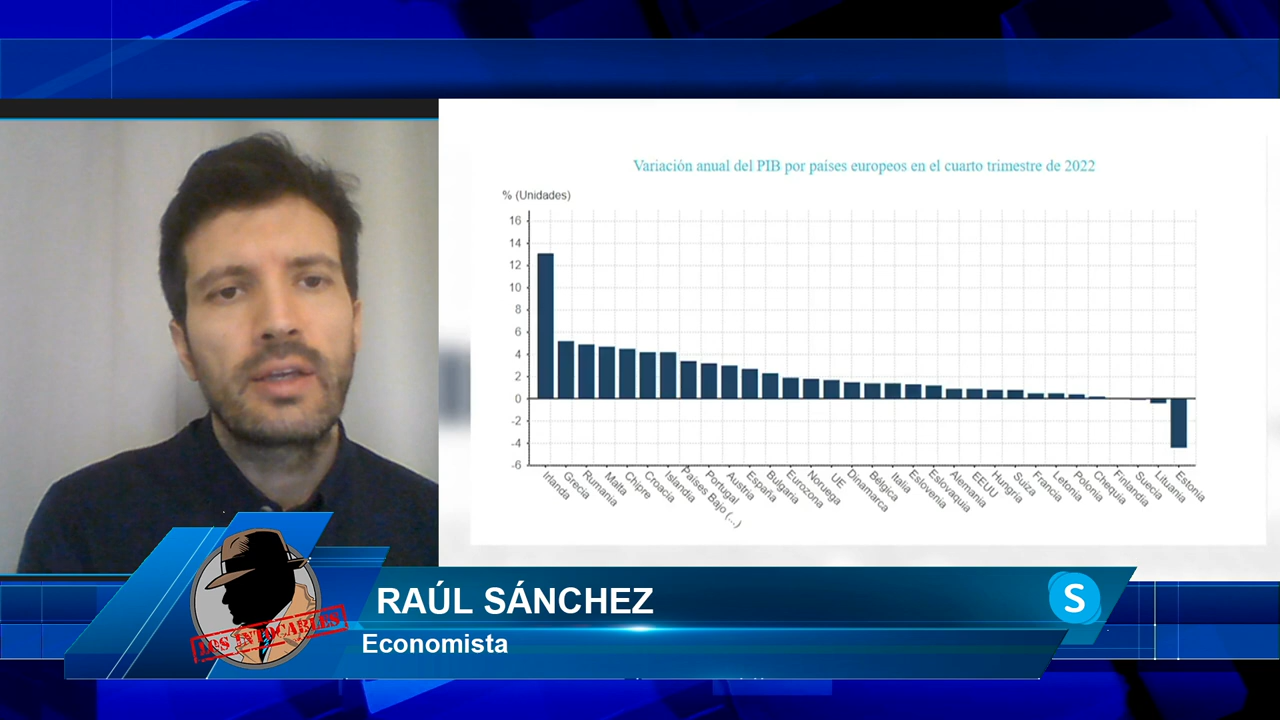 Variación anual del PIB por países europeos en el cuarto trimestre de 2022
% (Unidades)
16
14
12
10
8
6
4
2
0
-2
-4
-6
Irlanda
Grecia
Rumania
Malta
Chipre
Croacia
Islandia
Países Bajo (...)
Portugal
Austria
España
Bulgaria
Eurozona
Noruega
UE
Dinamarca
Bélgica
Italia
Eslovenia
Eslovaquia
Alemania
EEUU
Hungría
Suiza
Francia
Letonia
Polonia
Chequia
Finlandia
Suecia
Lituania
Estonia
LOS INTOCABLES
RAÚL SÁNCHEZ
S
Economista